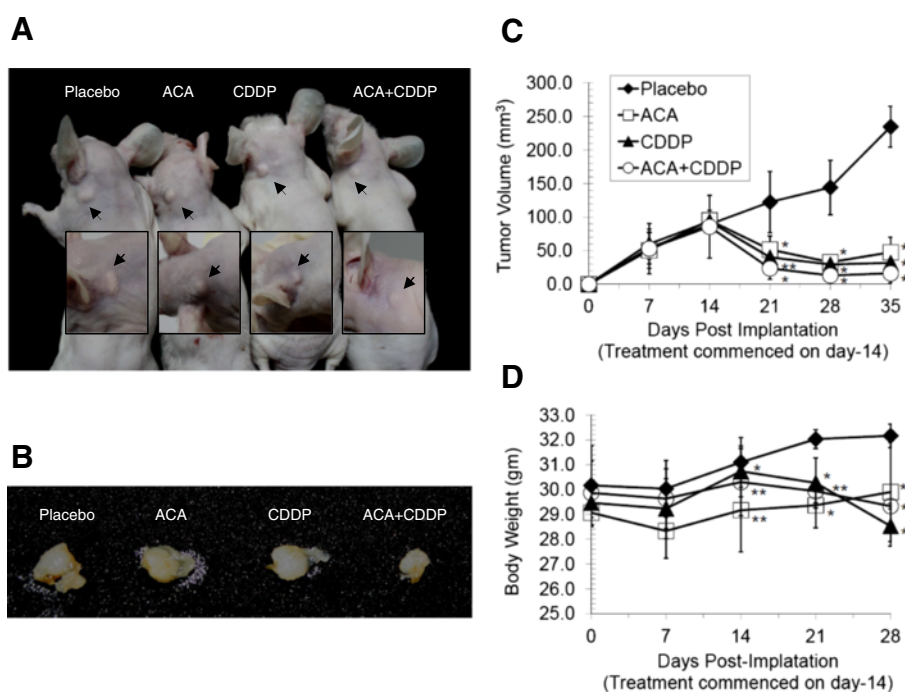 A
Placebo ACA CDDP ACA+CDDP
B
Placebo ACA CDDP ACA+CDDP
C
300.0
250.0
200.0
150.0
100.0
50.0
0.0
Tumor Volume (mm³)
Placebo
ACA
CDDP
ACA+CDDP
* * *
** * *
* * *
0 7 14 21 28 35
Days Post Implantation
(Treatment commenced on day-14)
D
33.0
32.0
31.0
30.0
29.0
28.0
27.0
26.0
25.0
Body Weight (gm)
* * *
** ** *
** * *
0 7 14 21 28
Days Post-Implatation
(Treatment commenced on day-14)